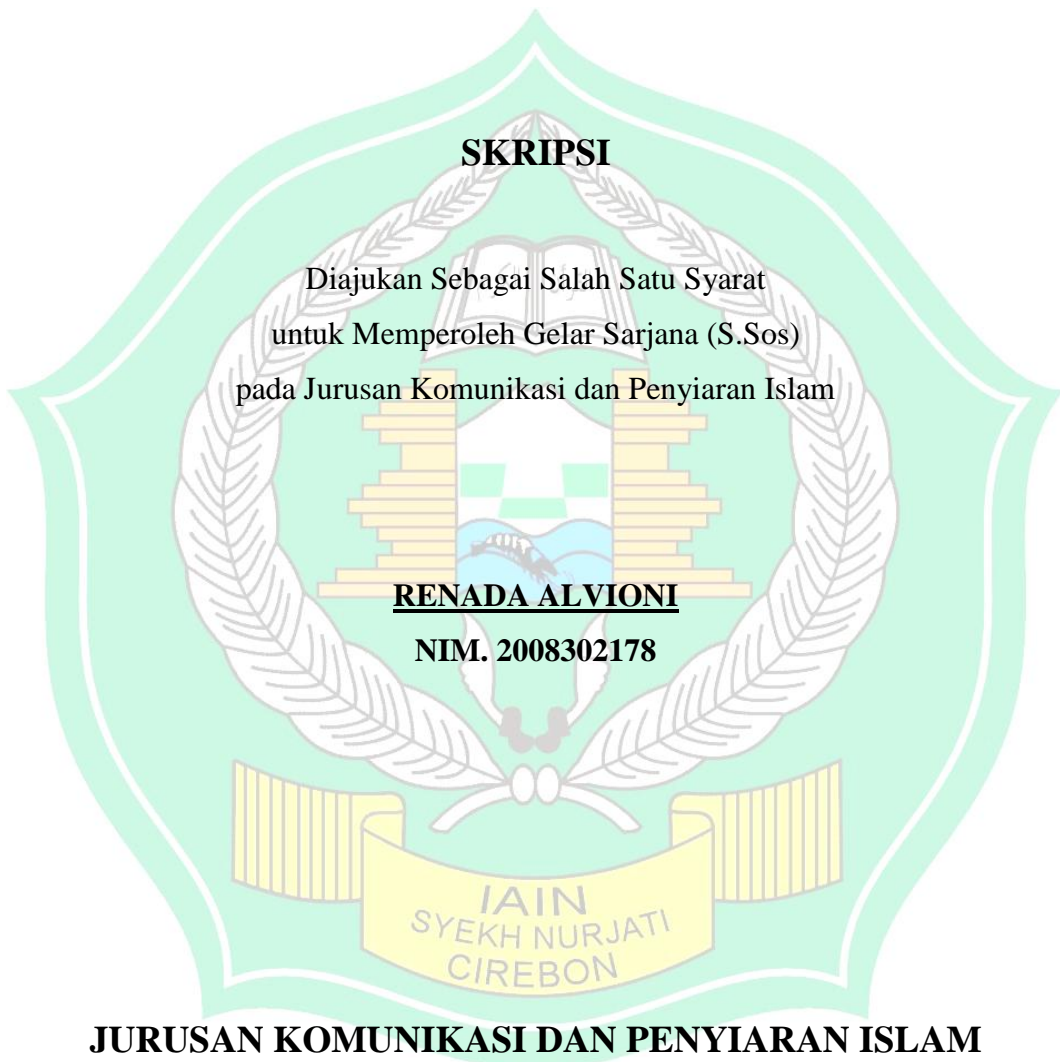 SKRIPSI
Diajukan Sebagai Salah Satu Syarat
untuk Memperoleh Gelar Sarjana (S.Sos)
pada Jurusan Komunikasi dan Penyiaran Islam
RENADA ALVIONI
NIM. 2008302178
IAIN
SYEKH NURJATI
CIREBON
JURUSAN KOMUNIKASI DAN PENYIARAN ISLAM